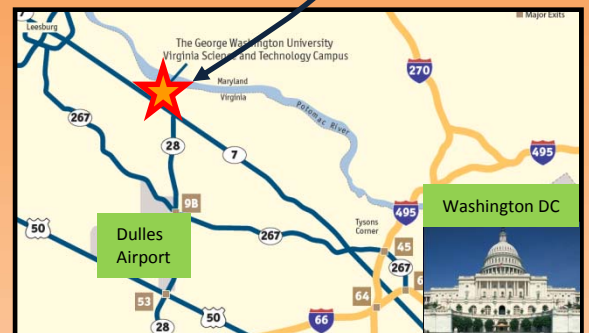 7
Leesburg
Major Exits
The George Washington University
Virginia Science and Technology Campus
270
Maryland
Virginia
Potomac River
267
28
7
495
9B
495
Washington DC
50
Dulles
Airport
267
Tysons
Corner
45
267
53
64
50
66
28